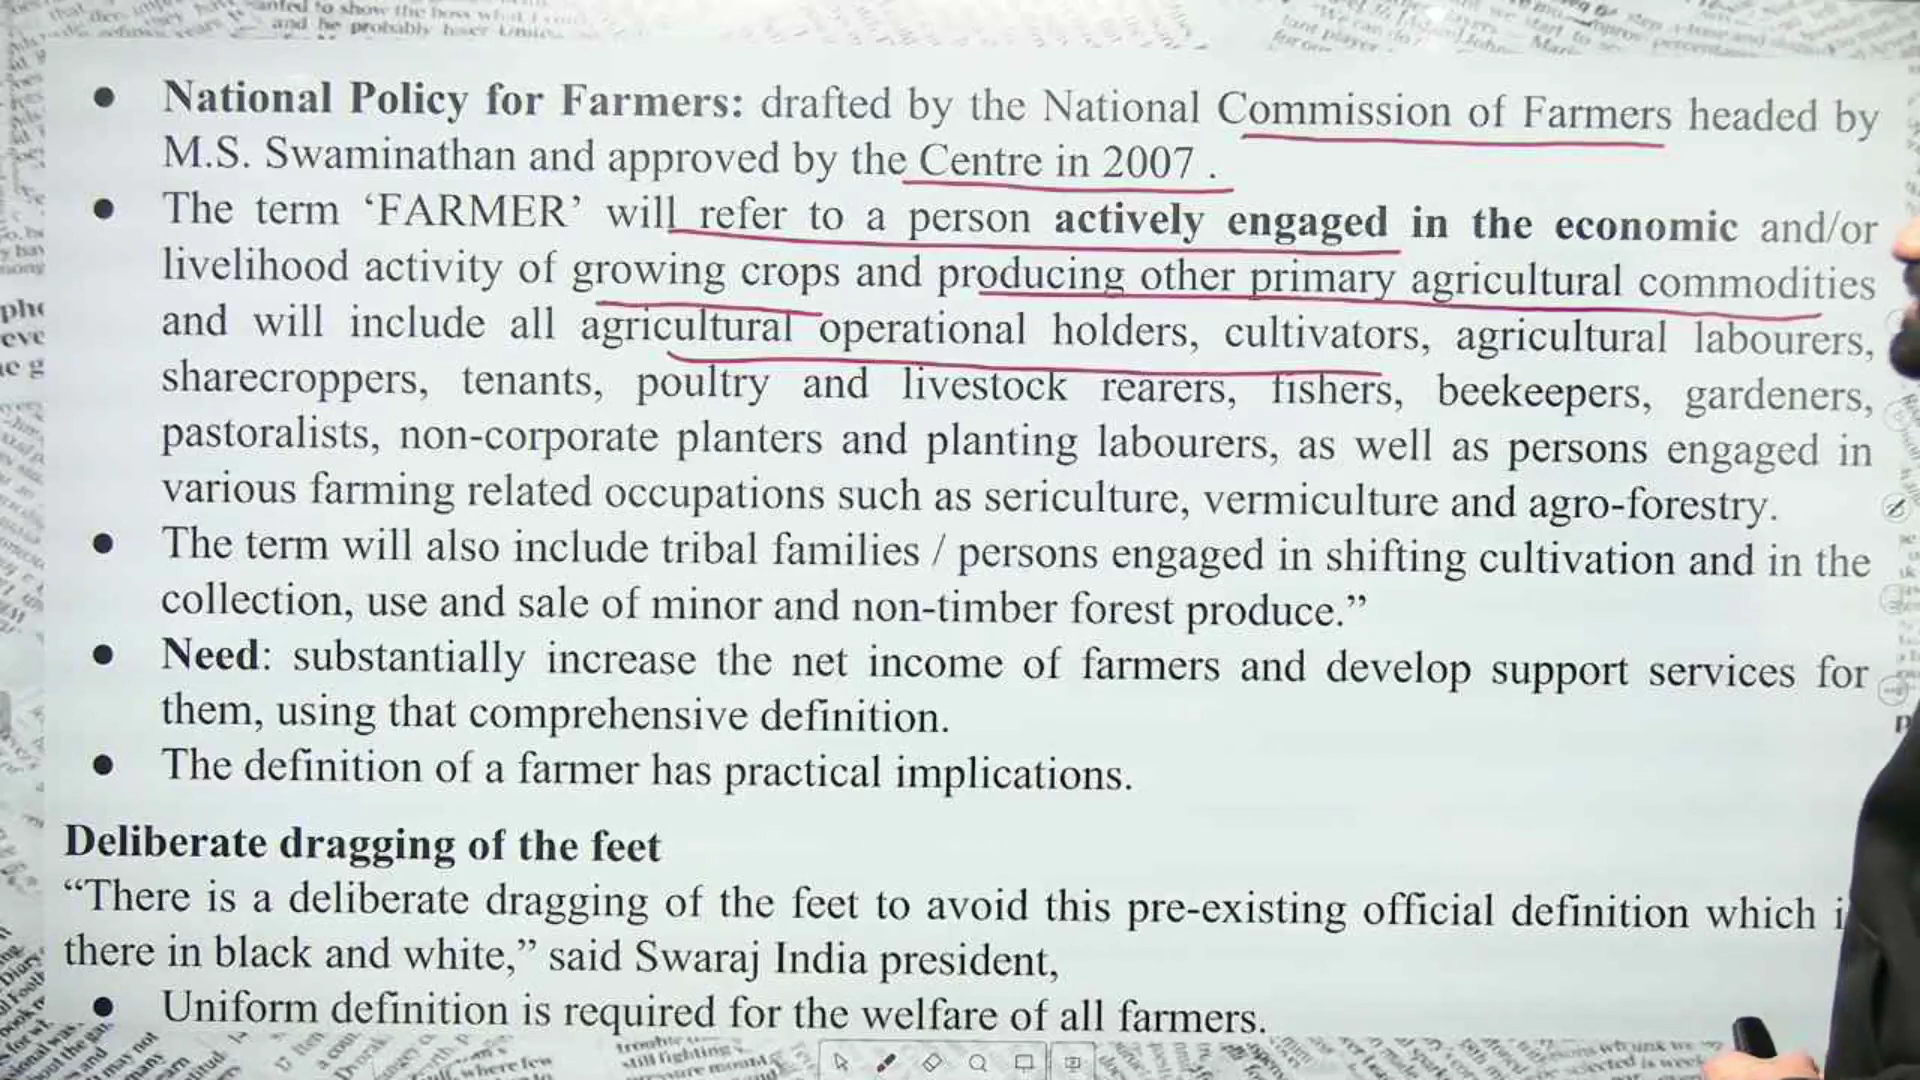 National Policy for Farmers: drafted by the National Commission of Farmers headed by
M.S. Swaminathan and approved by the Centre in 2007 .
The term ‘FARMER’ will refer to a person actively engaged in the economic and/or
livelihood activity of growing crops and producing other primary agricultural commodities
and will include all agricultural operational holders, cultivators, agricultural labourers,
sharecroppers, tenants, poultry and livestock rearers, fishers, beekeepers, gardeners,
pastoralists, non-corporate planters and planting labourers, as well as persons engaged in
various farming related occupations such as sericulture, vermiculture and agro-forestry.
The term will also include tribal families / persons engaged in shifting cultivation and in the
collection, use and sale of minor and non-timber forest produce.”
Need: substantially increase the net income of farmers and develop support services for
them, using that comprehensive definition.
The definition of a farmer has practical implications.
Deliberate dragging of the feet
“There is a deliberate dragging of the feet to avoid this pre-existing official definition which
there in black and white,” said Swaraj India president,
Uniform definition is required for the welfare of all farmers.